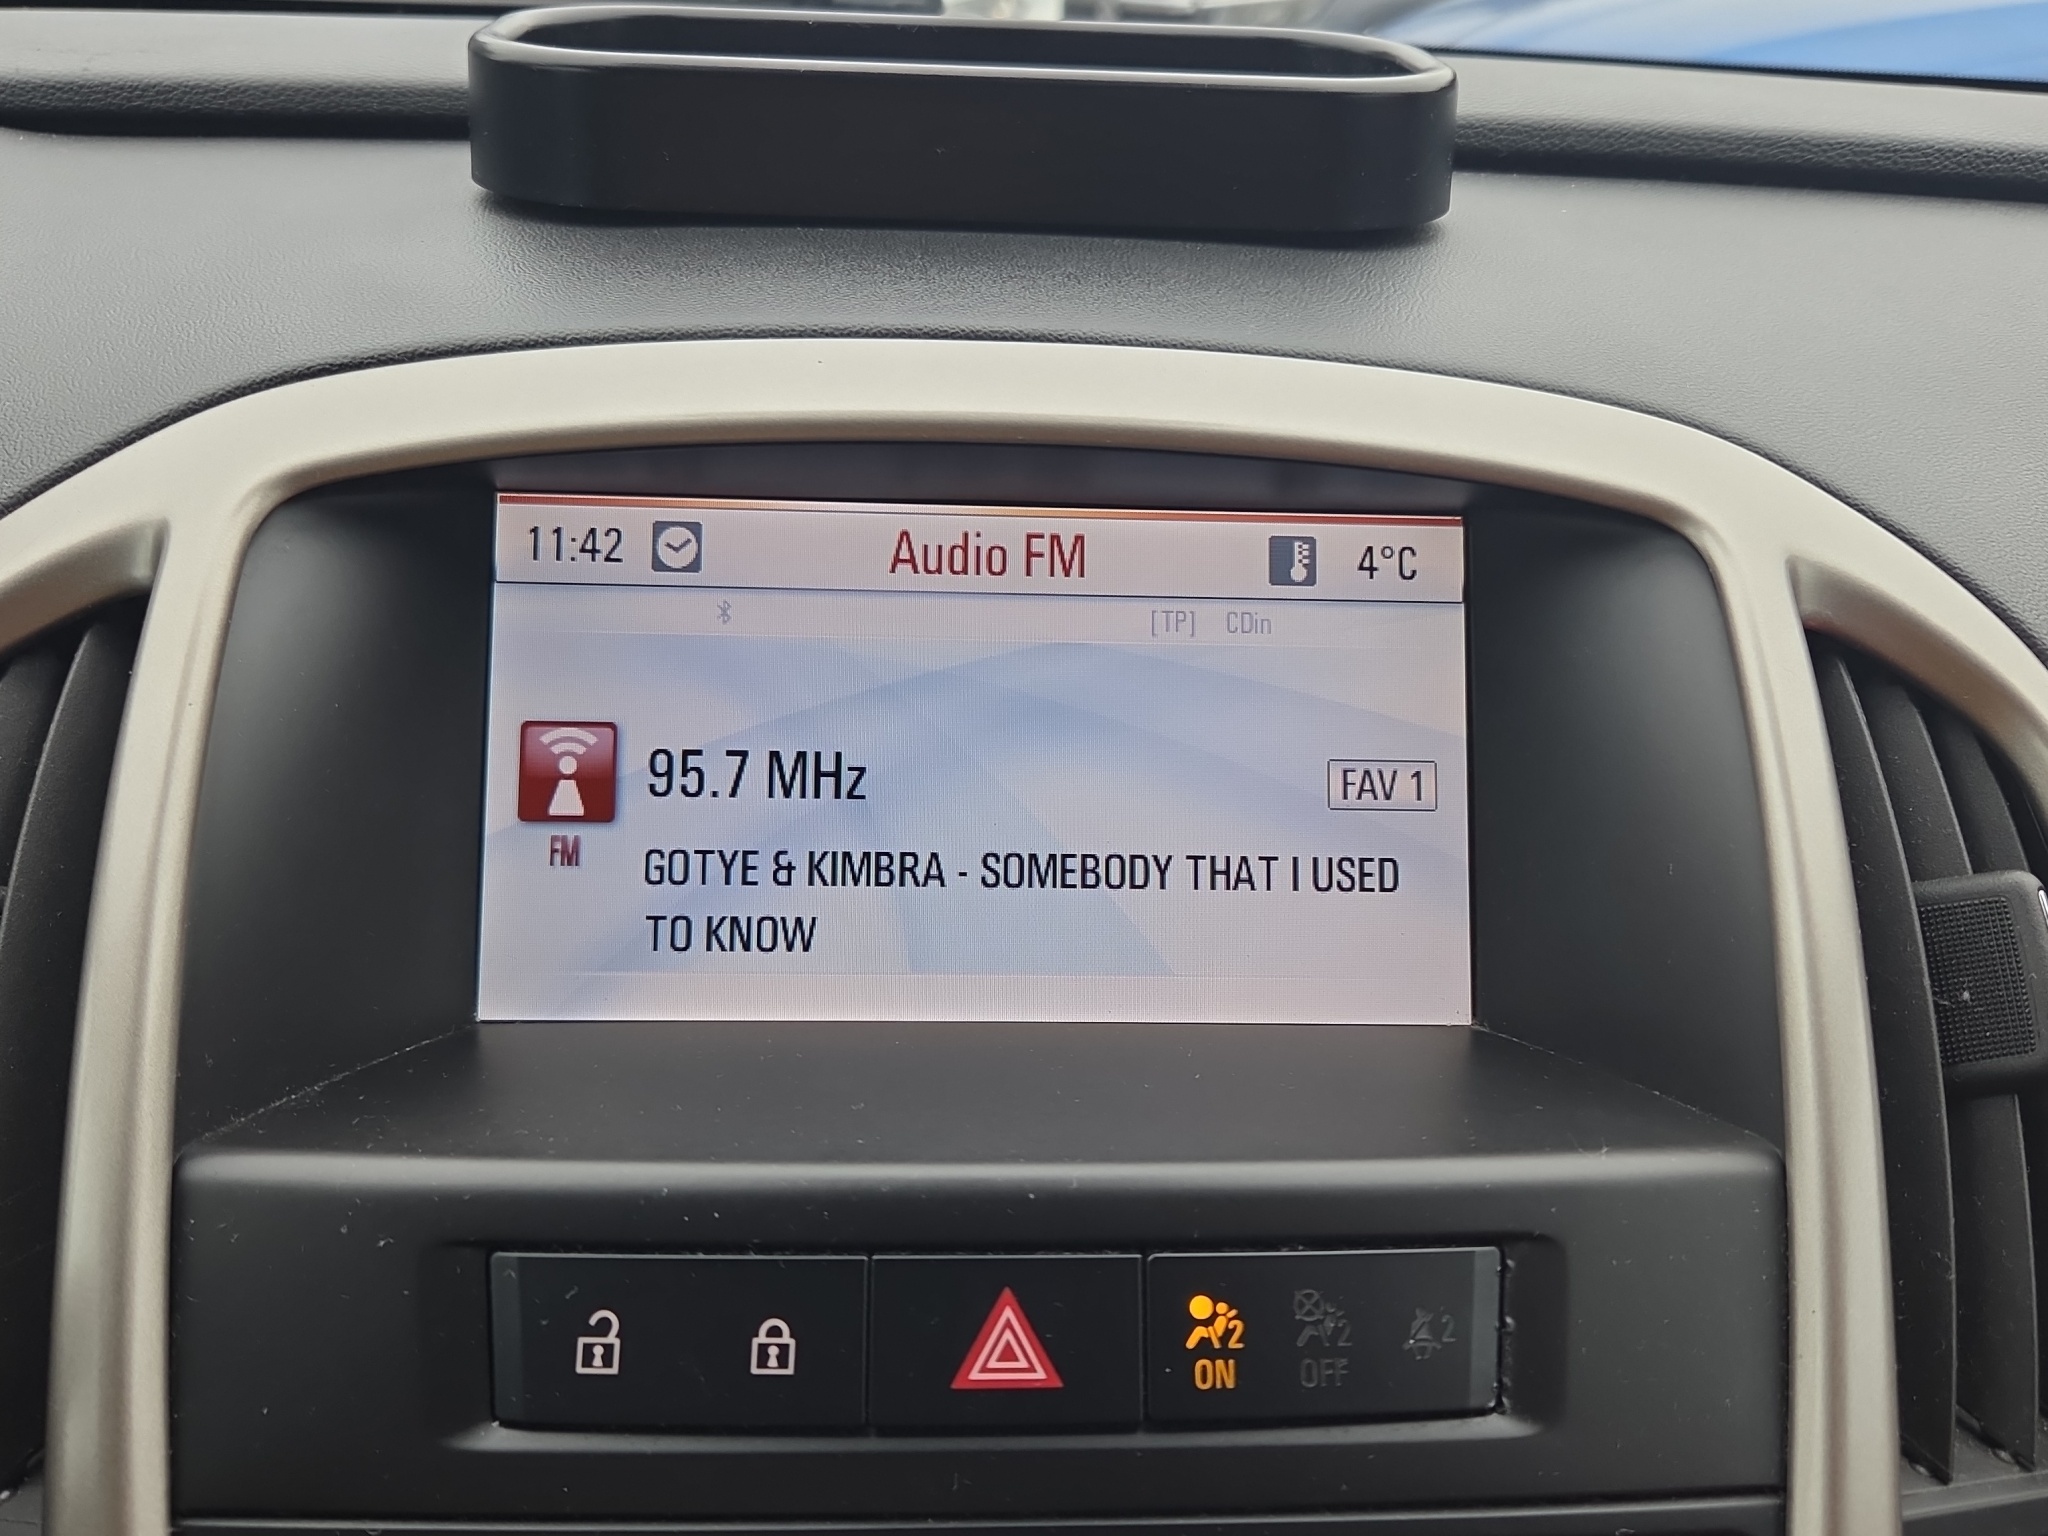 11:42 Audio FM 4°C
[TP] CDin
95.7 MHz FAV 1
FM
GOTYE & KIMBRA - SOMEBODY THAT I USED
TO KNOW
2 2 2
ON OFF